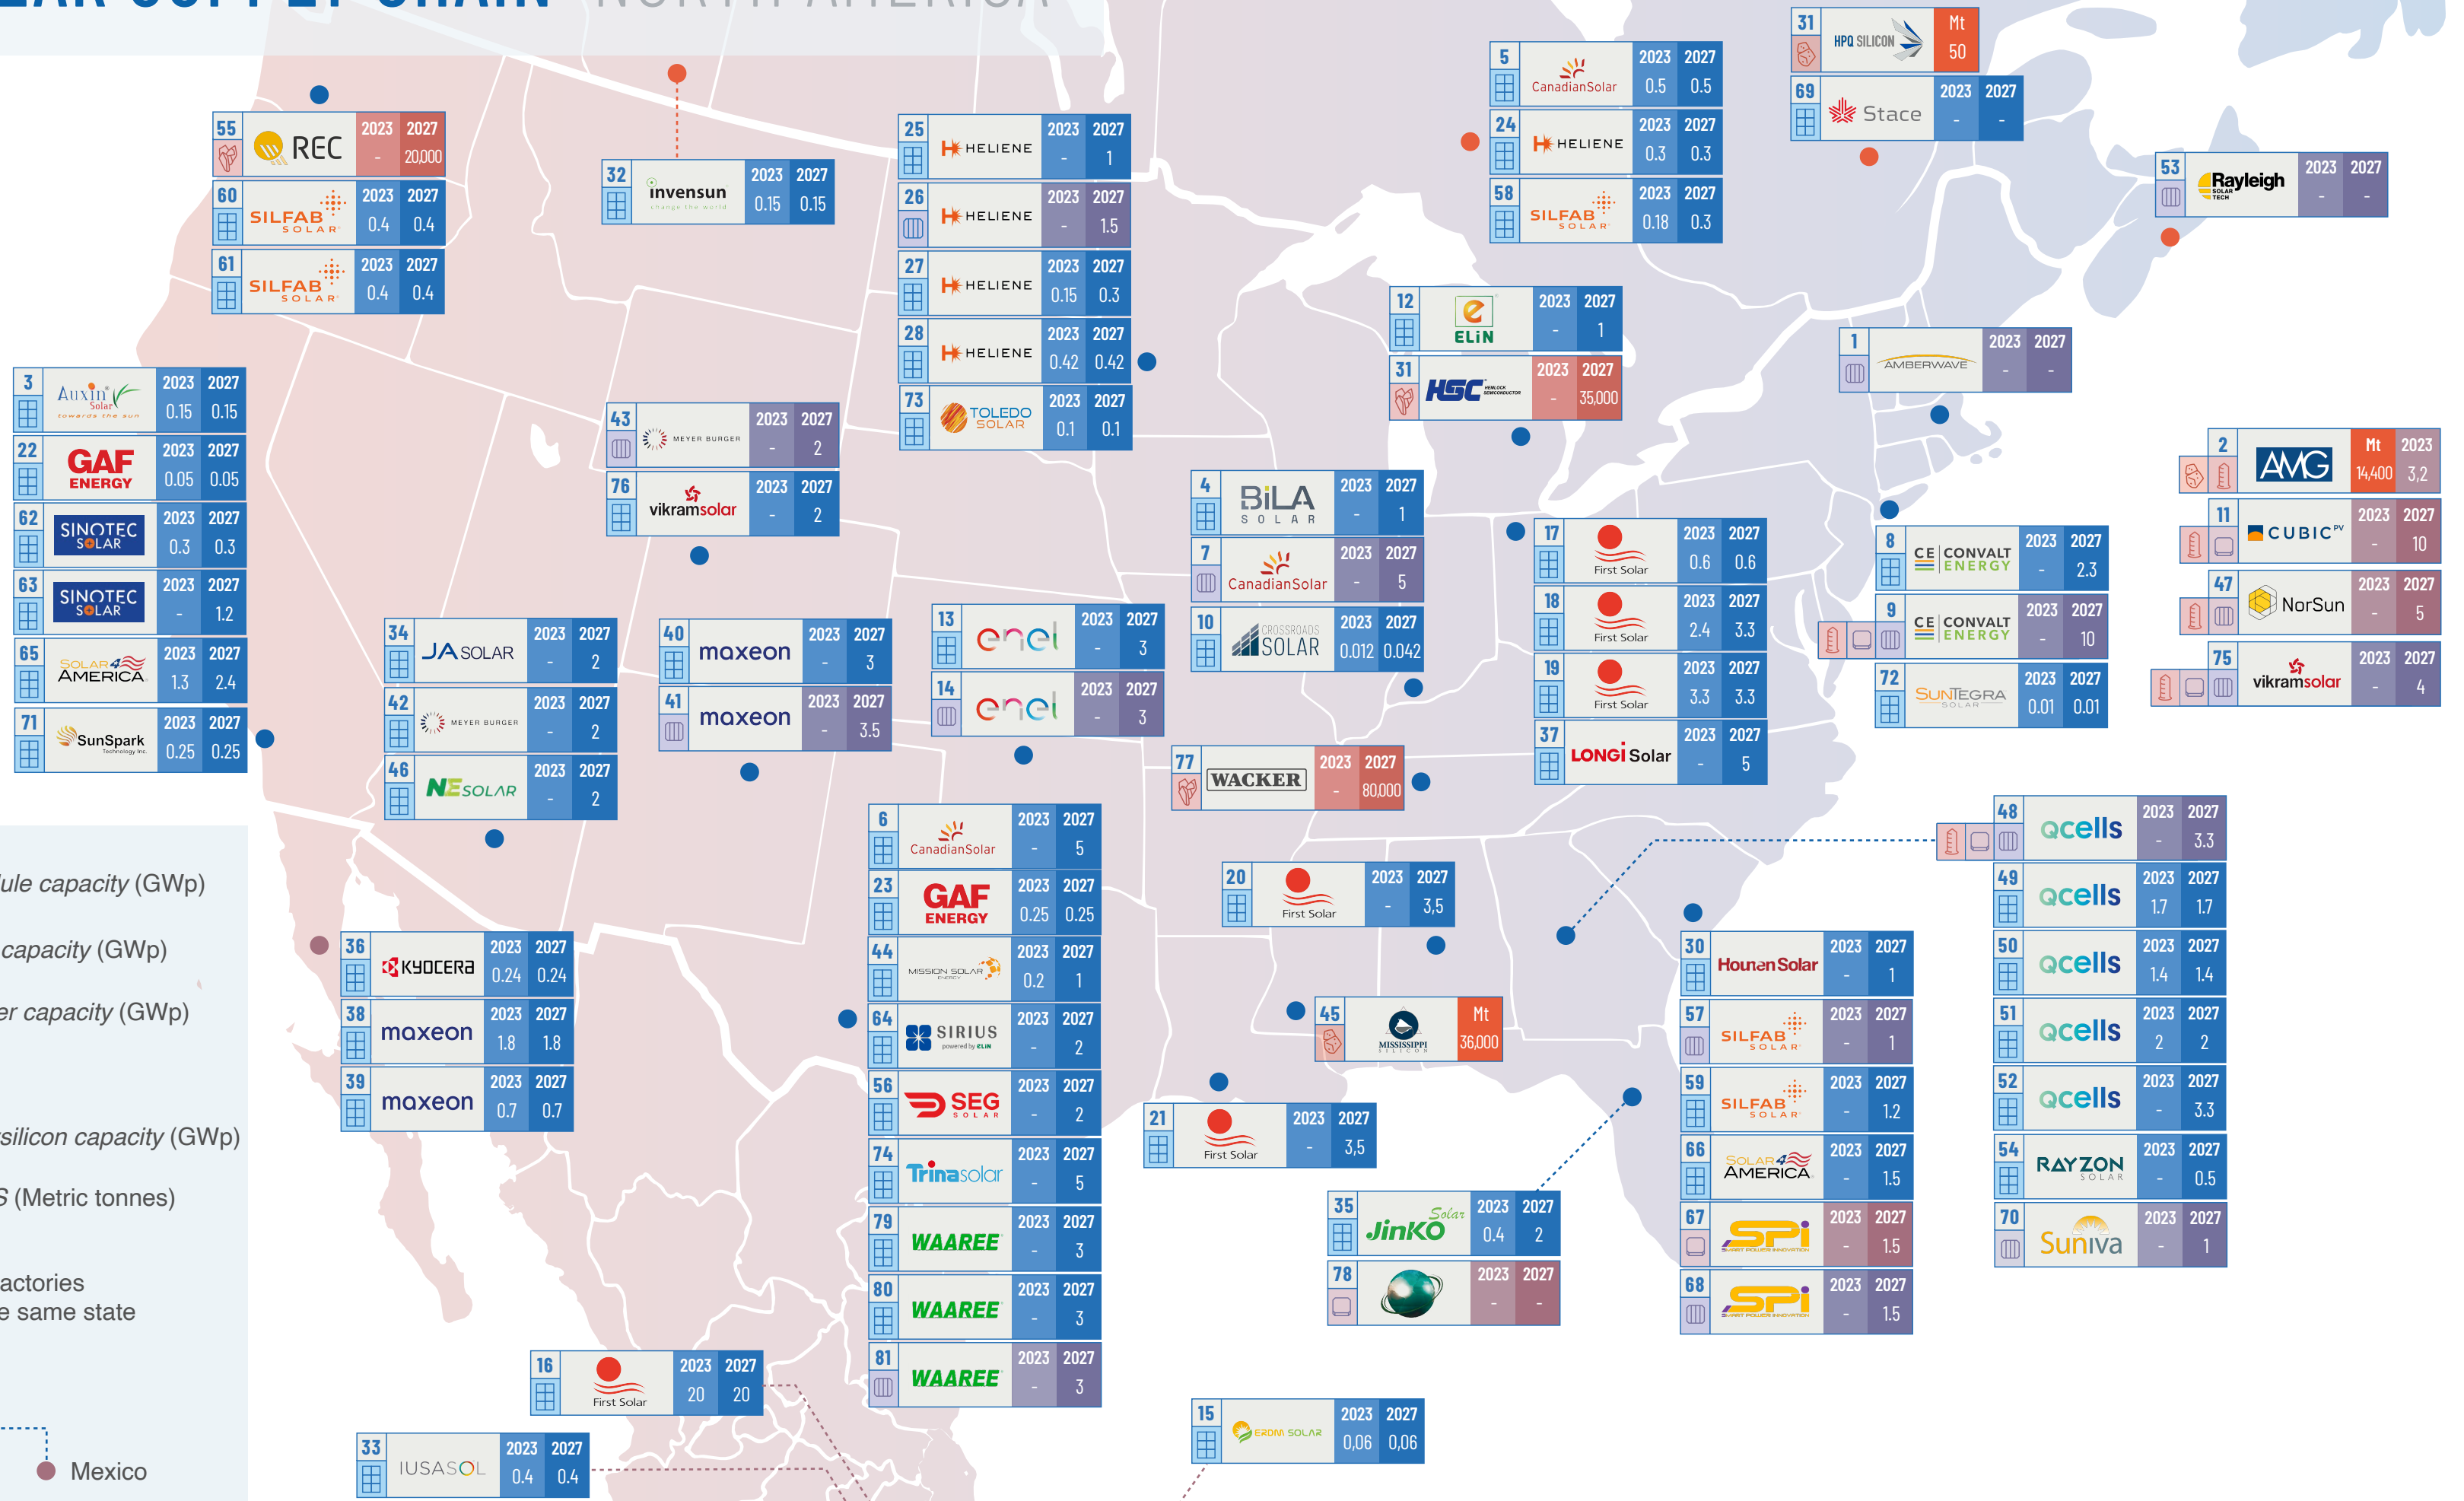 NORTH AMERICA
55 REC 2023 2027
- 20,000
60 SILFAB SOLAR 2023 2027
0.4 0.4
61 SILFAB SOLAR 2023 2027
0.4 0.4
32 invensun change the world 2023 2027
0.15 0.15
25 HELIENE 2023 2027
- 1
26 HELIENE 2023 2027
- 1.5
27 HELIENE 2023 2027
0.15 0.3
28 HELIENE 2023 2027
0.42 0.42
73 TOLEDO SOLAR 2023 2027
0.1 0.1
5 CanadianSolar 2023 2027
0.5 0.5
24 HELIENE 2023 2027
0.3 0.3
58 SILFAB SOLAR 2023 2027
0.18 0.3
31 HPQ SILICON Mt
50
69 Stace 2023 2027
- -
53 Rayleigh SOLAR TECH 2023 2027
- -
12 ELiN 2023 2027
- 1
31 HSC HEMLOCK SEMICONDUCTOR 2023 2027
- 35,000
1 AMBERWAVE 2023 2027
- -
3 Auxin Solar towards the sun 2023 2027
0.15 0.15
22 GAF ENERGY 2023 2027
0.05 0.05
62 SINOTEC SOLAR 2023 2027
0.3 0.3
63 SINOTEC SOLAR 2023 2027
- 1.2
65 SOLAR4AMERICA 2023 2027
1.3 2.4
71 SunSpark Technology Inc. 2023 2027
0.25 0.25
43 MEYER BURGER 2023 2027
- 2
76 vikramsolar 2023 2027
- 2
4 BiLA SOLAR 2023 2027
- 1
7 CanadianSolar 2023 2027
- 5
10 CROSSROADS SOLAR 2023 2027
0.012 0.042
17 First Solar 2023 2027
0.6 0.6
18 First Solar 2023 2027
2.4 3.3
19 First Solar 2023 2027
3.3 3.3
37 LONGi Solar 2023 2027
- 5
8 CE CONVALT ENERGY 2023 2027
- 2.3
9 CE CONVALT ENERGY 2023 2027
- 10
72 SUNTEGRA SOLAR 2023 2027
0.01 0.01
2 AMG Mt 2023
14,400 3,2
11 CUBIC PV 2023 2027
- 10
47 NorSun 2023 2027
- 5
75 vikramsolar 2023 2027
- 4
34 JA SOLAR 2023 2027
- 2
42 MEYER BURGER 2023 2027
- 2
46 NE SOLAR 2023 2027
- 2
40 maxeon 2023 2027
- 3
41 maxeon 2023 2027
- 3.5
13 enel 2023 2027
- 3
14 enel 2023 2027
- 3
77 WACKER 2023 2027
- 80,000
6 CanadianSolar 2023 2027
- 5
23 GAF ENERGY 2023 2027
0.25 0.25
44 MISSION SOLAR ENERGY 2023 2027
0.2 1
64 SIRIUS powered by ELiN 2023 2027
- 2
56 SEG SOLAR 2023 2027
- 2
74 Trinasolar 2023 2027
- 5
79 WAAREE 2023 2027
- 3
80 WAAREE 2023 2027
- 3
81 WAAREE 2023 2027
- 3
20 First Solar 2023 2027
- 3,5
45 MISSISSIPPI SILICON Mt
36,000
21 First Solar 2023 2027
- 3,5
35 JinKO Solar 2023 2027
0.4 2
78 2023 2027
- -
30 Hounen Solar 2023 2027
- 1
57 SILFAB SOLAR 2023 2027
- 1
59 SILFAB SOLAR 2023 2027
- 1.2
66 SOLAR4AMERICA 2023 2027
- 1.5
67 SPi SMART POWER INNOVATION 2023 2027
- 1.5
68 SPi SMART POWER INNOVATION 2023 2027
- 1.5
48 Qcells 2023 2027
- 3.3
49 Qcells 2023 2027
1.7 1.7
50 Qcells 2023 2027
1.4 1.4
51 Qcells 2023 2027
2 2
52 Qcells 2023 2027
- 3.3
54 RAYZON SOLAR 2023 2027
- 0.5
70 Suniva 2023 2027
- 1
36 KYOCERA 2023 2027
0.24 0.24
38 maxeon 2023 2027
1.8 1.8
39 maxeon 2023 2027
0.7 0.7
16 First Solar 2023 2027
20 20
33 IUSASOL 2023 2027
0.4 0.4
15 ERDM SOLAR 2023 2027
0,06 0,06
capacity (GWp)
capacity (GWp)
capacity (GWp)
capacity (GWp)
(Metric tonnes)
same state
Mexico